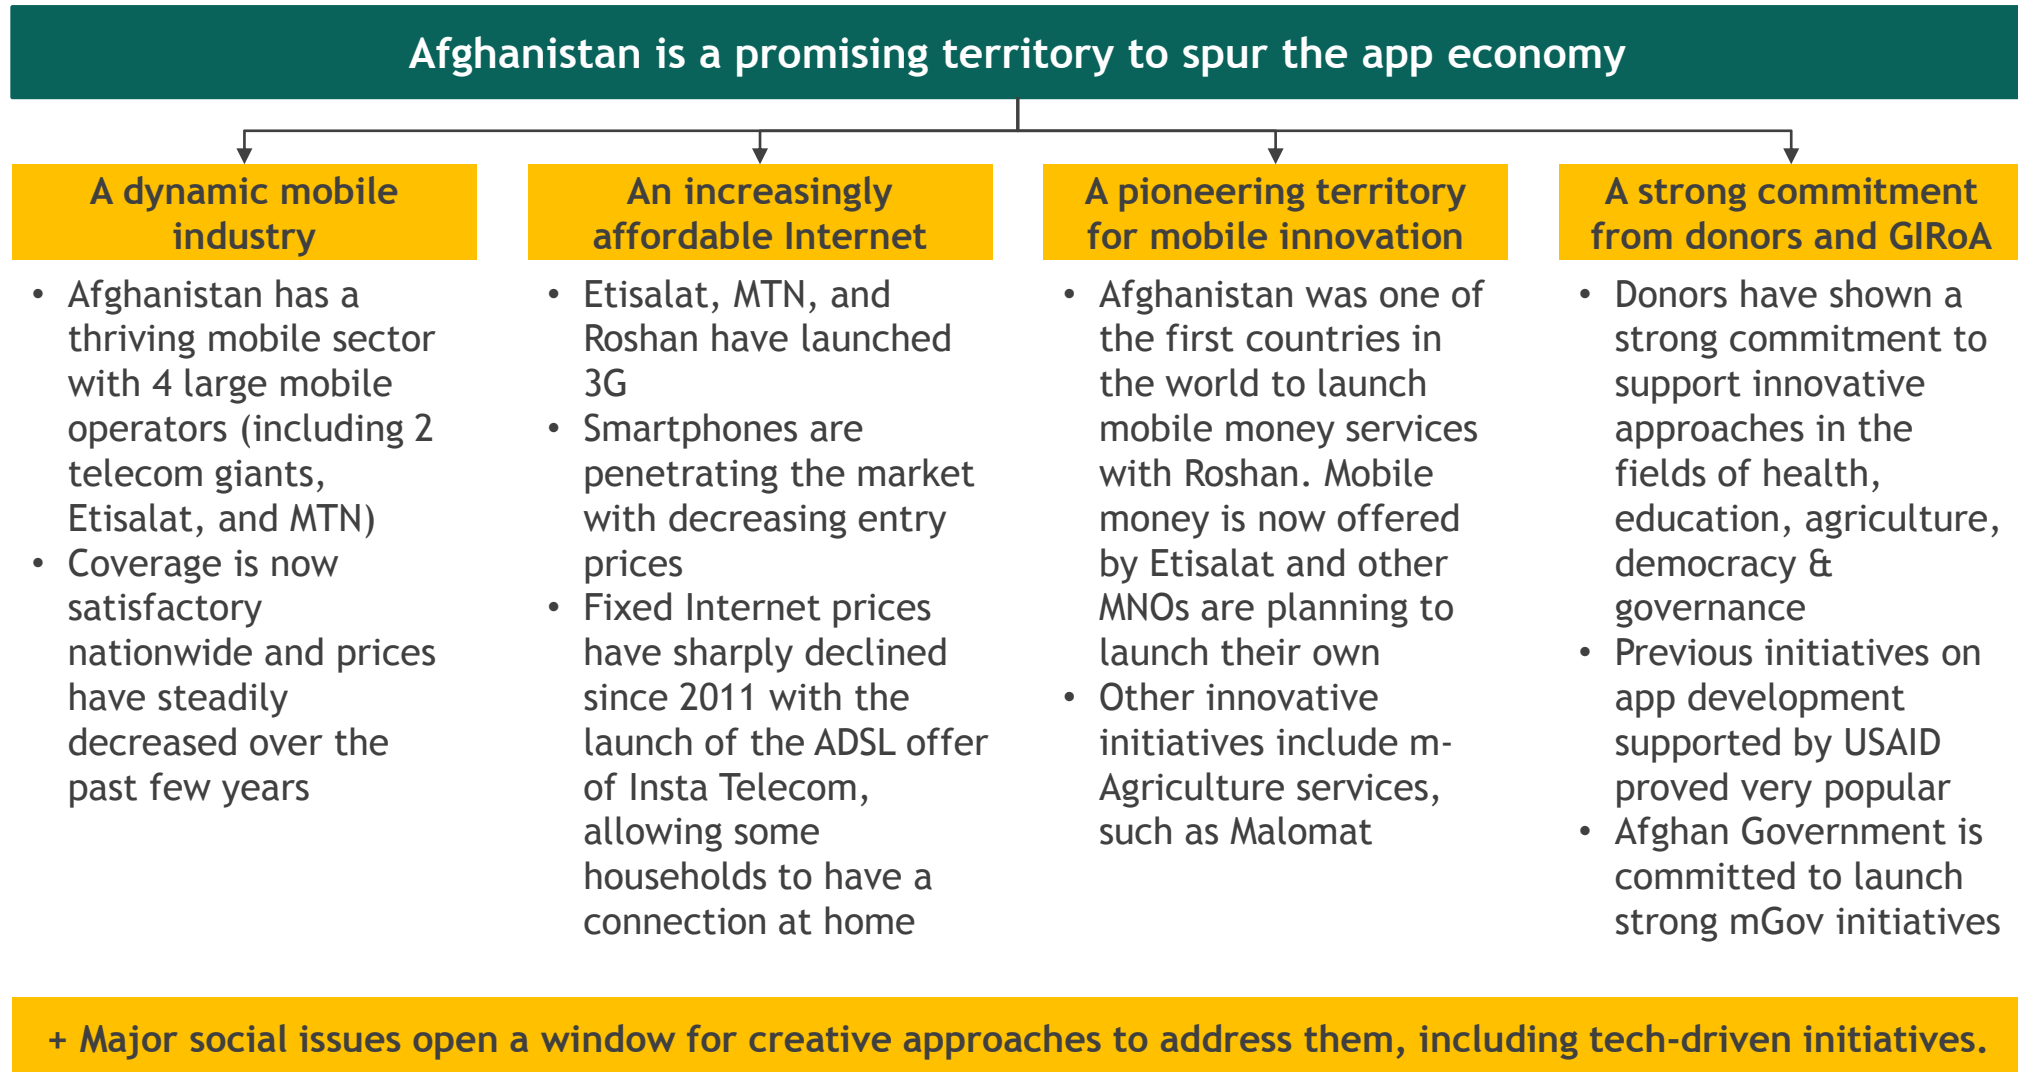 Afghanistan is a promising territory to spur the app economy
A dynamic mobile
industry
• Afghanistan has a
thriving mobile sector
with 4 large mobile
operators (including 2
telecom giants,
Etisalat, and MTN)
• Coverage is now
satisfactory
nationwide and prices
have steadily
decreased over the
past few years
An increasingly
affordable Internet
• Etisalat, MTN, and
Roshan have launched
3G
• Smartphones are
penetrating the market
with decreasing entry
prices
• Fixed Internet prices
have sharply declined
since 2011 with the
launch of the ADSL offer
of Insta Telecom,
allowing some
households to have a
connection at home
A pioneering territory
for mobile innovation
• Afghanistan was one of
the first countries in
the world to launch
mobile money services
with Roshan. Mobile
money is now offered
by Etisalat and other
MNOs are planning to
launch their own
• Other innovative
initiatives include m-
Agriculture services,
such as Malomat
A strong commitment
from donors and GIRoA
• Donors have shown a
strong commitment to
support innovative
approaches in the
fields of health,
education, agriculture,
democracy &
governance
• Previous initiatives on
app development
supported by USAID
proved very popular
• Afghan Government is
committed to launch
strong mGov initiatives
+ Major social issues open a window for creative approaches to address them, including tech-driven initiatives.